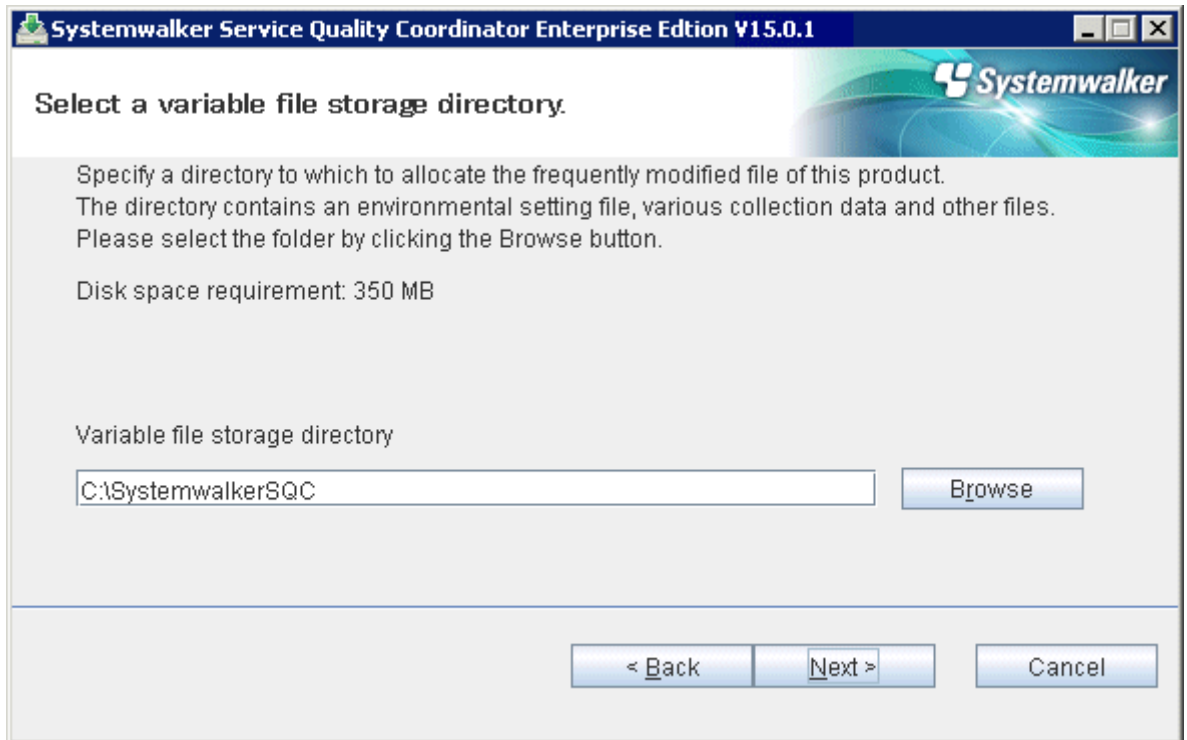 Systemwalker Service Quality Coordinator Enterprise Edtion V15.0.1
Systemwalker
Select a variable file storage directory.
Specify a directory to which to allocate the frequently modified file of this product.
The directory contains an environmental setting file, various collection data and other files.
Please select the folder by clicking the Browse button.
Disk space requirement: 350 MB
Variable file storage directory
C:\SystemwalkerSQC
Browse
< Back
Next >
Cancel